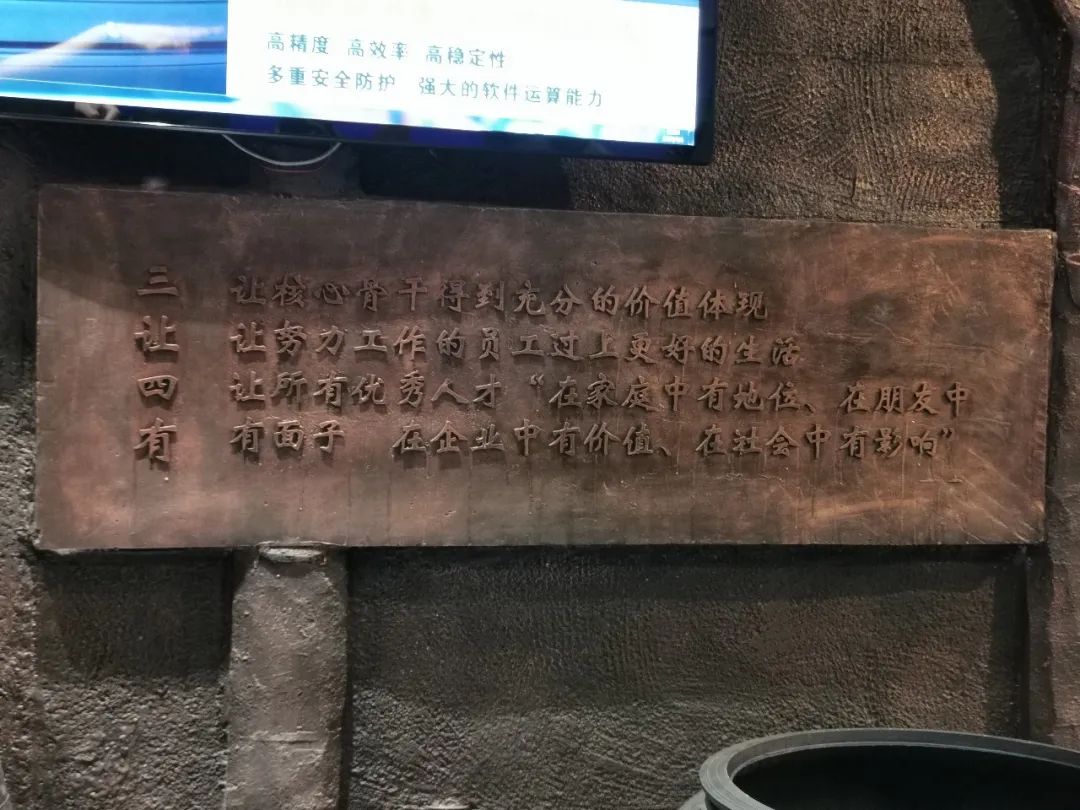 高精度 高效率 高稳定性
多重安全防护 强大的软件运算能力
三让四有
让核心骨干得到充分的价值体现
让努力工作的员工过上更好的生活
让所有优秀人才“在家庭中有地位、在朋友中
有面子 在企业中有价值、在社会中有影响”